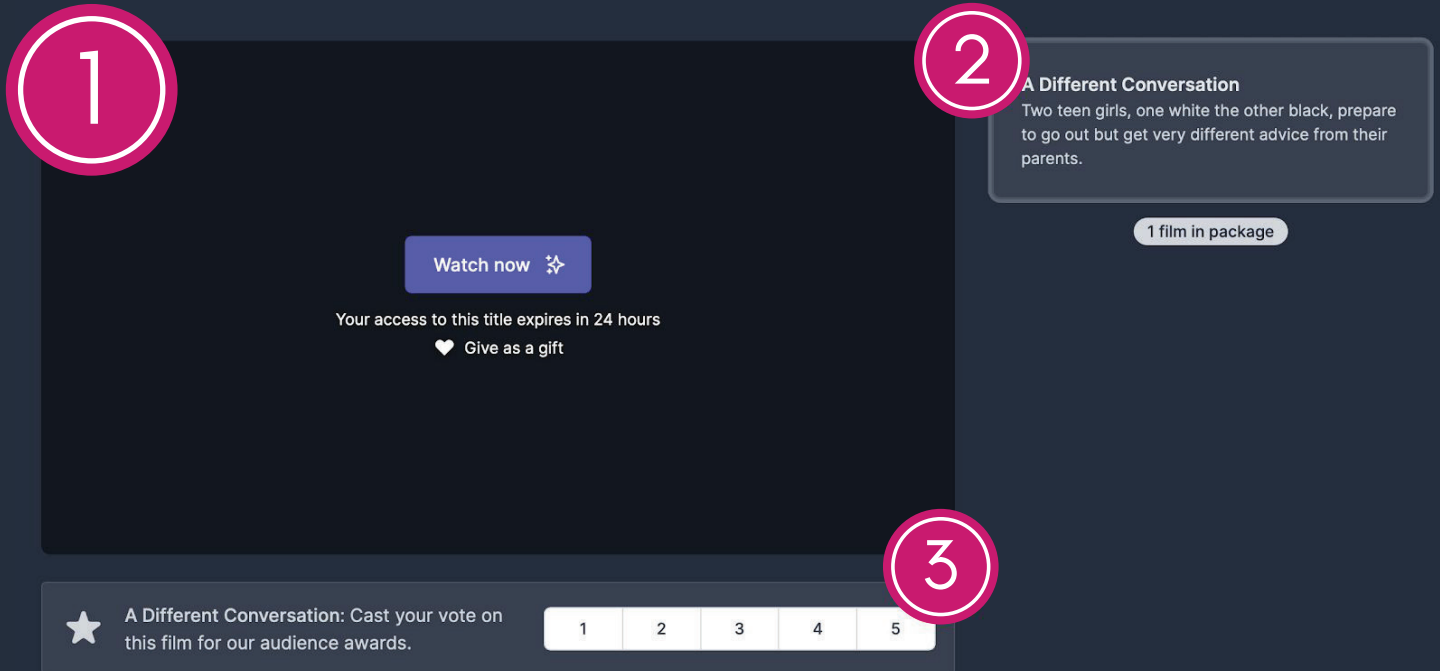 1
2
A Different Conversation
Two teen girls, one white the other black, prepare
to go out but get very different advice from their
parents.
1 film in package
Watch now
Your access to this title expires in 24 hours
Give as a gift
3
A Different Conversation: Cast your vote on
this film for our audience awards.
1 2 3 4 5